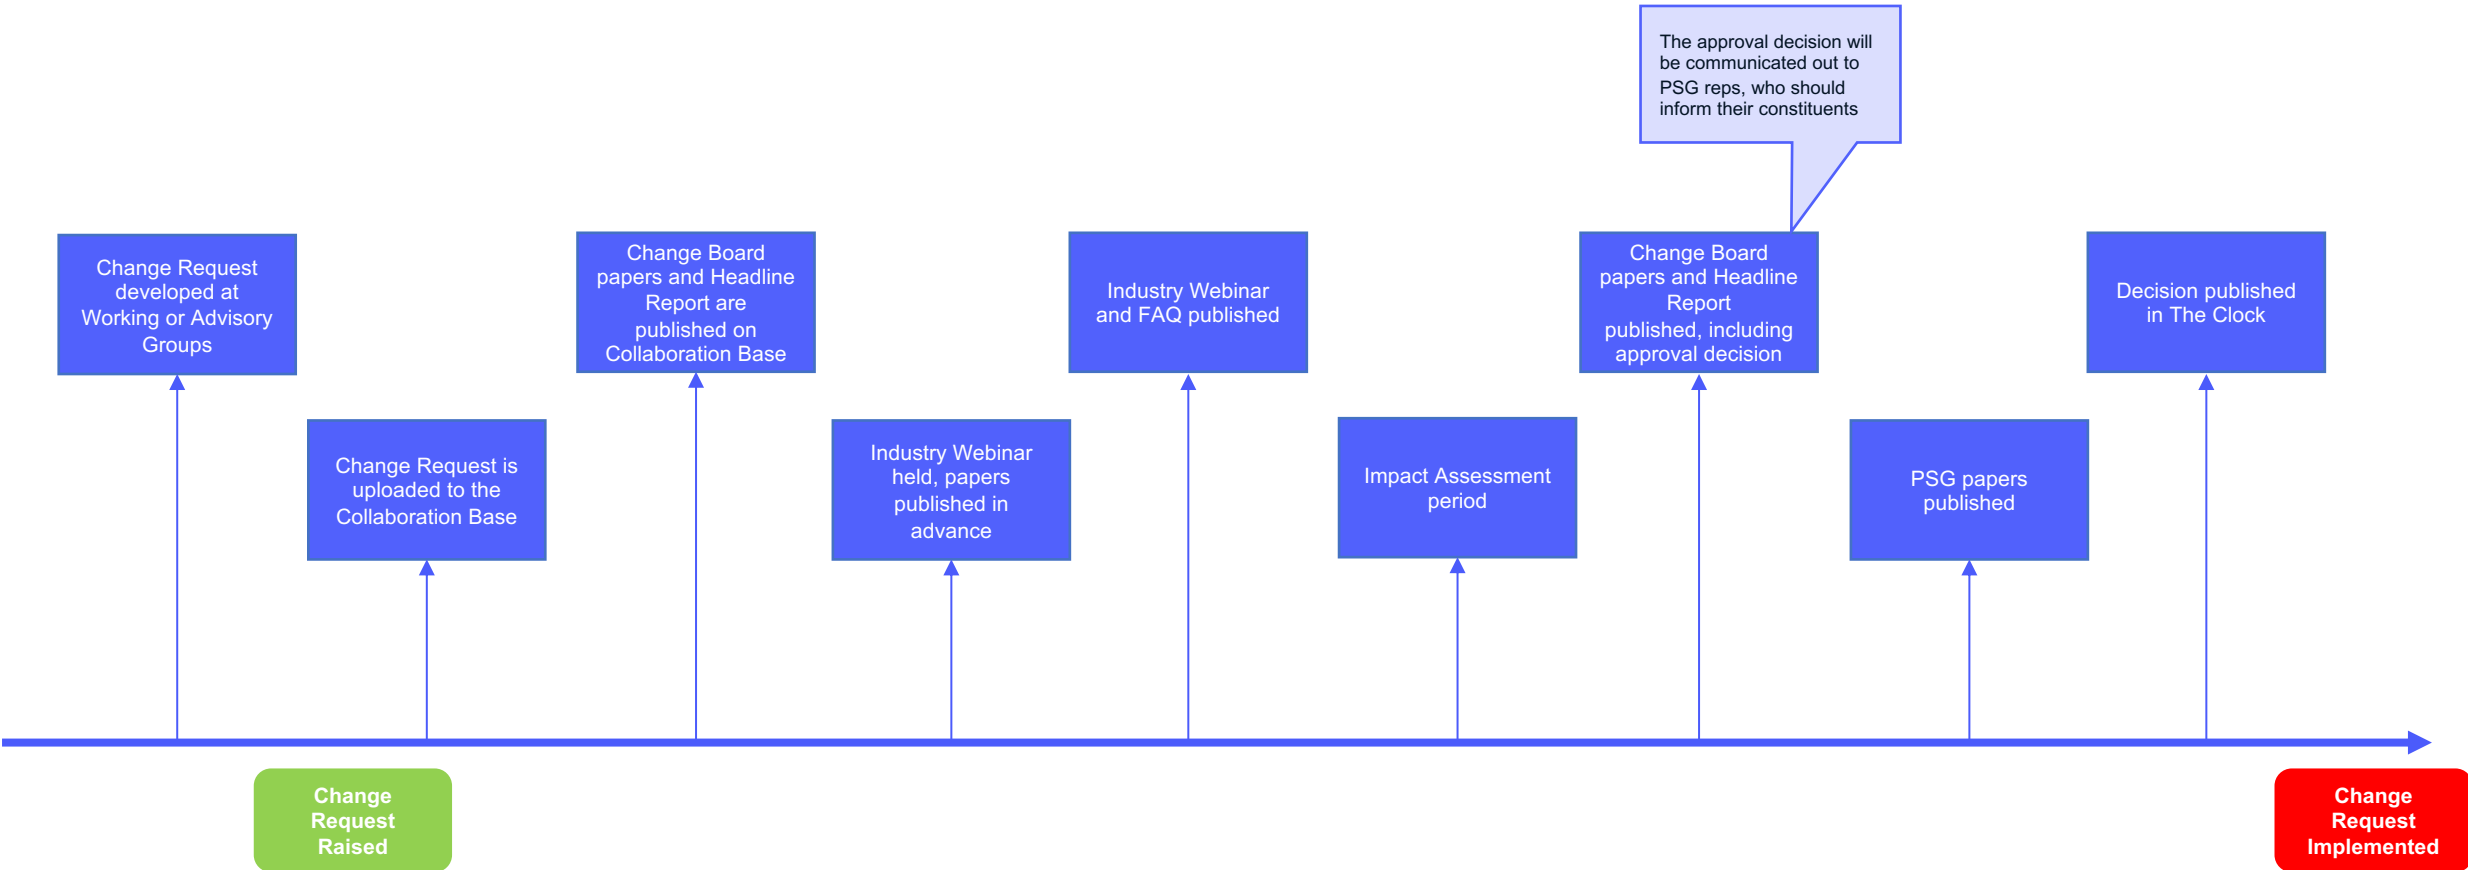 The approval decision will
be communicated out to
PSG reps, who should
inform their constituents
Change Request
developed at
Working or Advisory
Groups
Change Request is
uploaded to the
Collaboration Base
Change Board
papers and Headline
Report are
published on
Collaboration Base
Industry Webinar
held, papers
published in
advance
Industry Webinar
and FAQ published
Impact Assessment
period
Change Board
papers and Headline
Report
published, including
approval decision
PSG papers
published
Decision published
in The Clock
Change
Request
Raised
Change
Request
Implemented